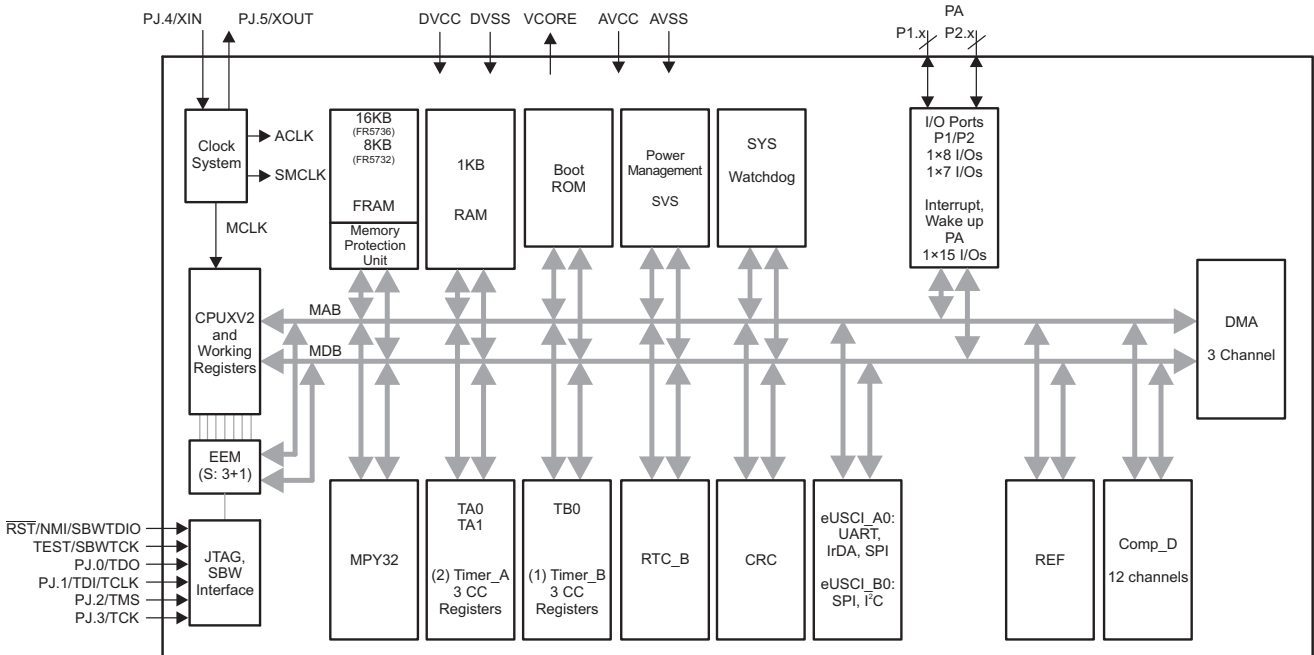 PJ.4/XIN
PJ.5/XOUT
DVCC
DVSS
VCORE
AVCC
AVSS
PA
P1.x
P2.x
Clock
System
ACLK
SMCLK
MCLK
16KB
(FR5736)
8KB
(FR5732)
FRAM
Memory
Protection
Unit
1KB
RAM
Boot
ROM
Power
Management
SVS
SYS
Watchdog
I/O Ports
P1/P2
1×8 I/Os
1×7 I/Os
Interrupt,
Wake up
PA
1×15 I/Os
CPUXV2
and
Working
Registers
MAB
MDB
DMA
3 Channel
EEM
(S: 3+1)
RST/NMI/SBWTDIO
TEST/SBWTCK
PJ.0/TDO
PJ.1/TDI/TCLK
PJ.2/TMS
PJ.3/TCK
JTAG,
SBW
Interface
MPY32
TA0
TA1
(2) Timer_A
3 CC
Registers
TB0
(1) Timer_B
3 CC
Registers
RTC_B
CRC
eUSCI_A0:
UART,
IrDA, SPI
eUSCI_B0:
SPI, I²C
REF
Comp_D
12 channels